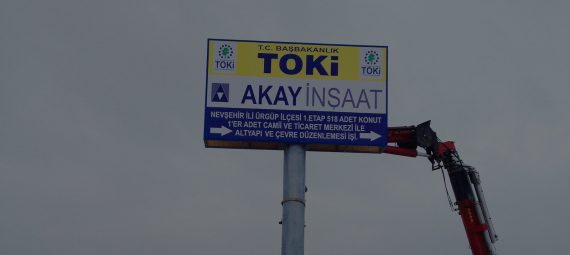 T.C. BAŞBAKANLIK
TOKi
TOKi
TOKİ
AKAY İNŞAAT
NEVŞEHİR İLİ ÜRGÜP İLÇESİ 1.ETAP 518 ADET KONUT
1'ER ADET CAMİİ VE TİCARET MERKEZİ İLE
ALTYAPI VE ÇEVRE DÜZENLEMESİ İŞİ.